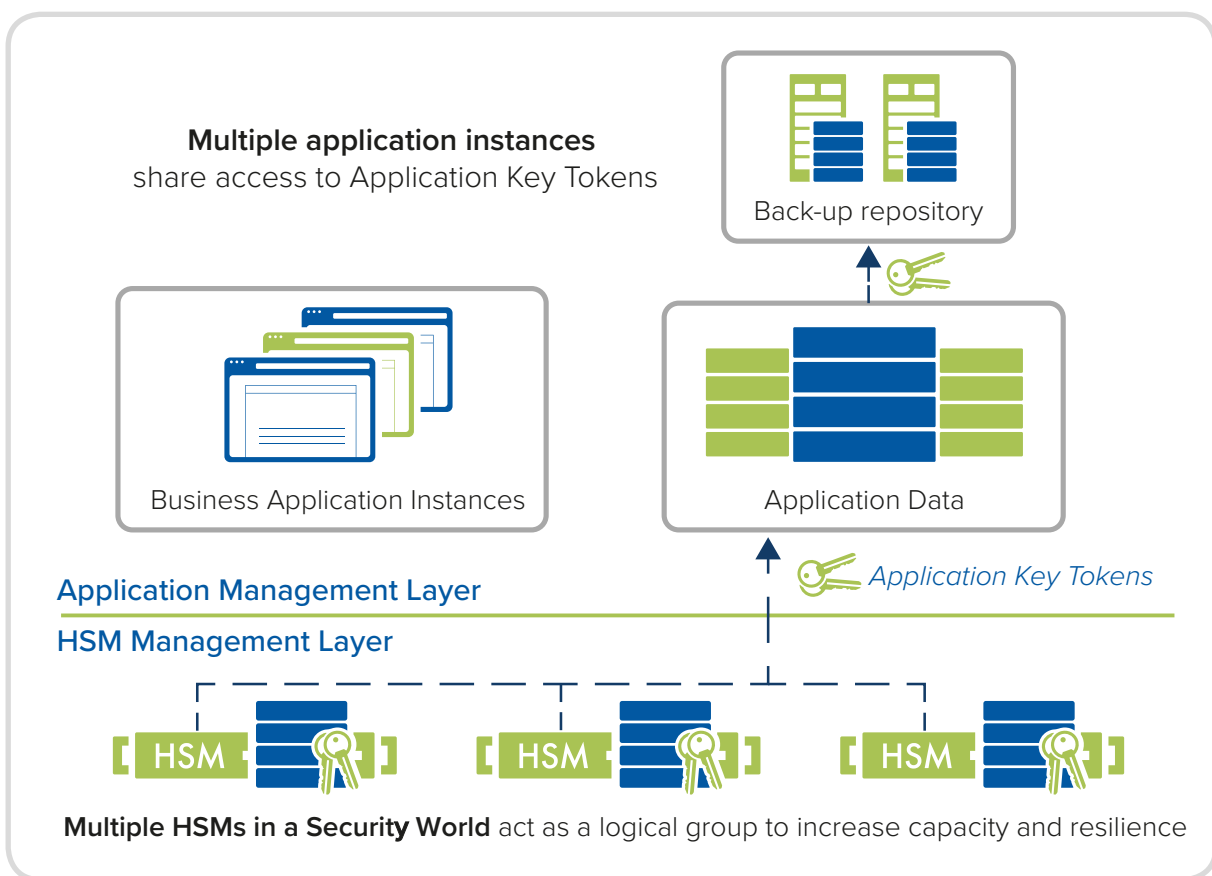 Multiple application instances
share access to Application Key Tokens
Back-up repository
Business Application Instances
Application Data
Application Key Tokens
Application Management Layer
HSM Management Layer
HSM
HSM
HSM
Multiple HSMs in a Security World act as a logical group to increase capacity and resilience